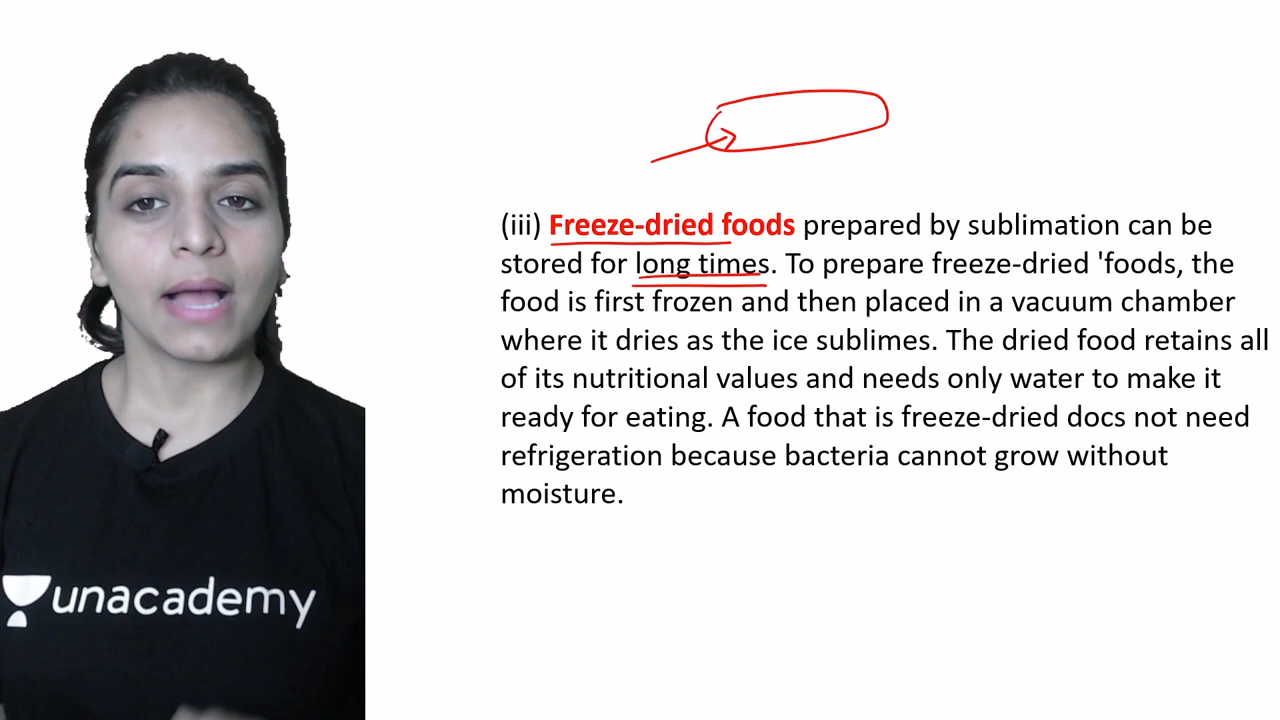 (iii) Freeze-dried foods prepared by sublimation can be
stored for long times. To prepare freeze-dried 'foods, the
food is first frozen and then placed in a vacuum chamber
where it dries as the ice sublimes. The dried food retains all
of its nutritional values and needs only water to make it
ready for eating. A food that is freeze-dried docs not need
refrigeration because bacteria cannot grow without
moisture.
unacademy